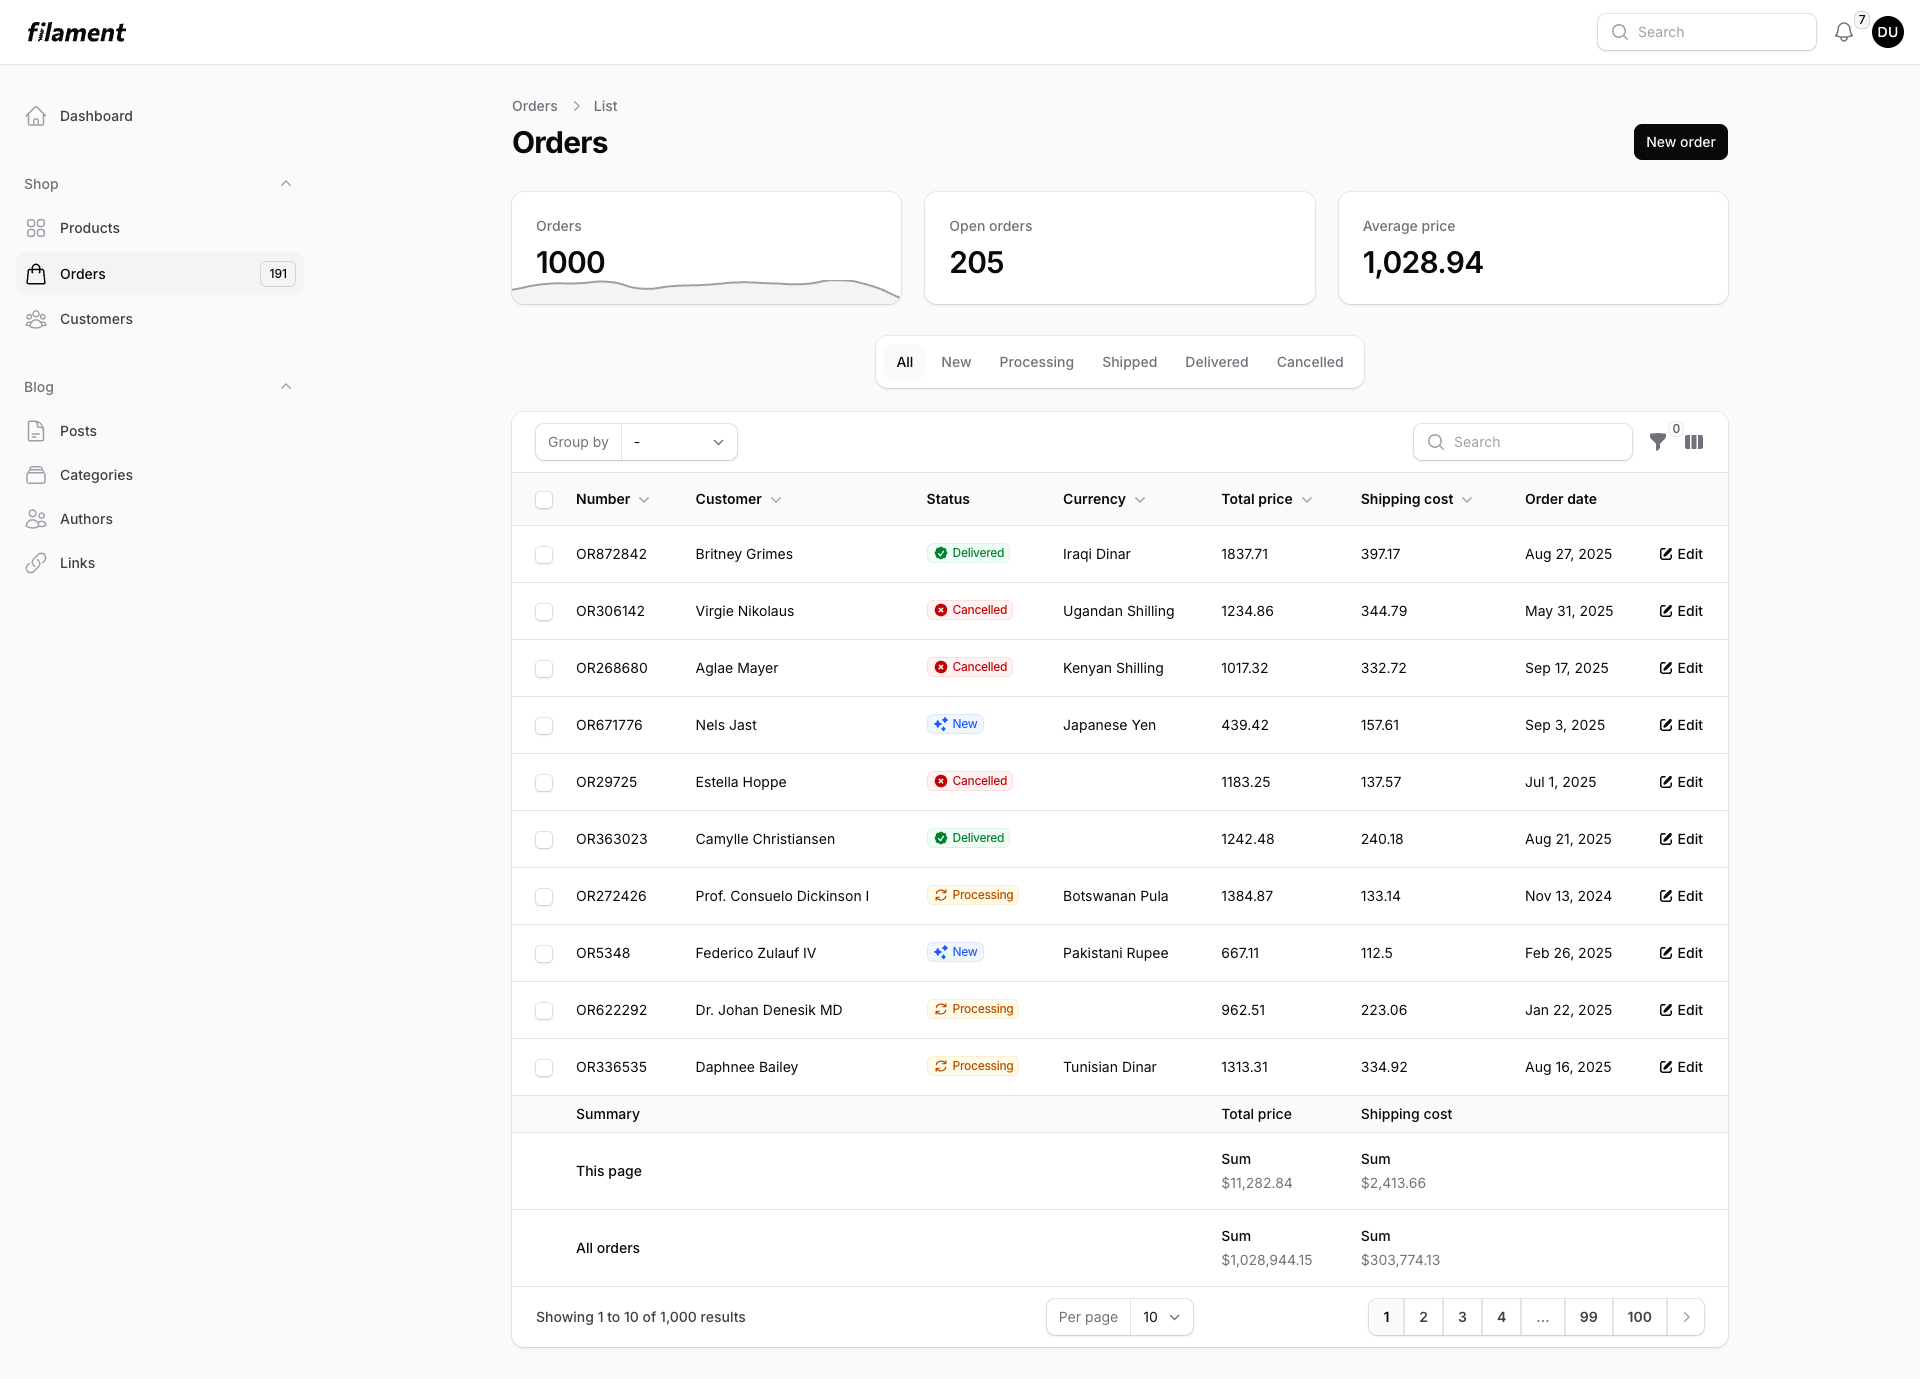 filament
Search
7
DU
Dashboard
Shop
Products
Orders 191
Customers
Blog
Posts
Categories
Authors
Links
Orders > List
Orders
New order
Orders
1000
Open orders
205
Average price
1,028.94
All New Processing Shipped Delivered Cancelled
Group by -
Search
0
Number Customer Status Currency Total price Shipping cost Order date
OR872842 Britney Grimes Delivered Iraqi Dinar 1837.71 397.17 Aug 27, 2025 Edit
OR306142 Virgie Nikolaus Cancelled Ugandan Shilling 1234.86 344.79 May 31, 2025 Edit
OR268680 Aglae Mayer Cancelled Kenyan Shilling 1017.32 332.72 Sep 17, 2025 Edit
OR671776 Nels Jast New Japanese Yen 439.42 157.61 Sep 3, 2025 Edit
OR29725 Estella Hoppe Cancelled 1183.25 137.57 Jul 1, 2025 Edit
OR363023 Camylle Christiansen Delivered 1242.48 240.18 Aug 21, 2025 Edit
OR272426 Prof. Consuelo Dickinson I Processing Botswanan Pula 1384.87 133.14 Nov 13, 2024 Edit
OR5348 Federico Zulauf IV New Pakistani Rupee 667.11 112.5 Feb 26, 2025 Edit
OR622292 Dr. Johan Denesik MD Processing 962.51 223.06 Jan 22, 2025 Edit
OR336535 Daphnee Bailey Processing Tunisian Dinar 1313.31 334.92 Aug 16, 2025 Edit
Summary Total price Shipping cost
This page
Sum Sum
$11,282.84 $2,413.66
All orders
Sum Sum
$1,028,944.15 $303,774.13
Showing 1 to 10 of 1,000 results
Per page 10
1 2 3 4 ... 99 100